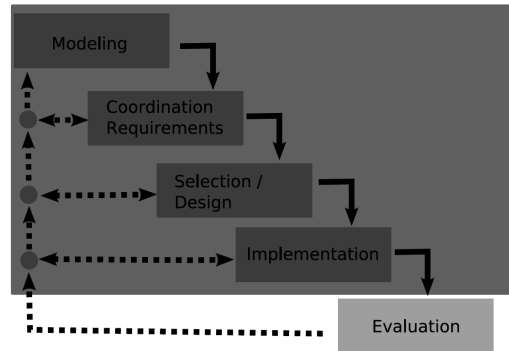 Modeling
Coordination
Requirements
Selection /
Design
Implementation
Evaluation